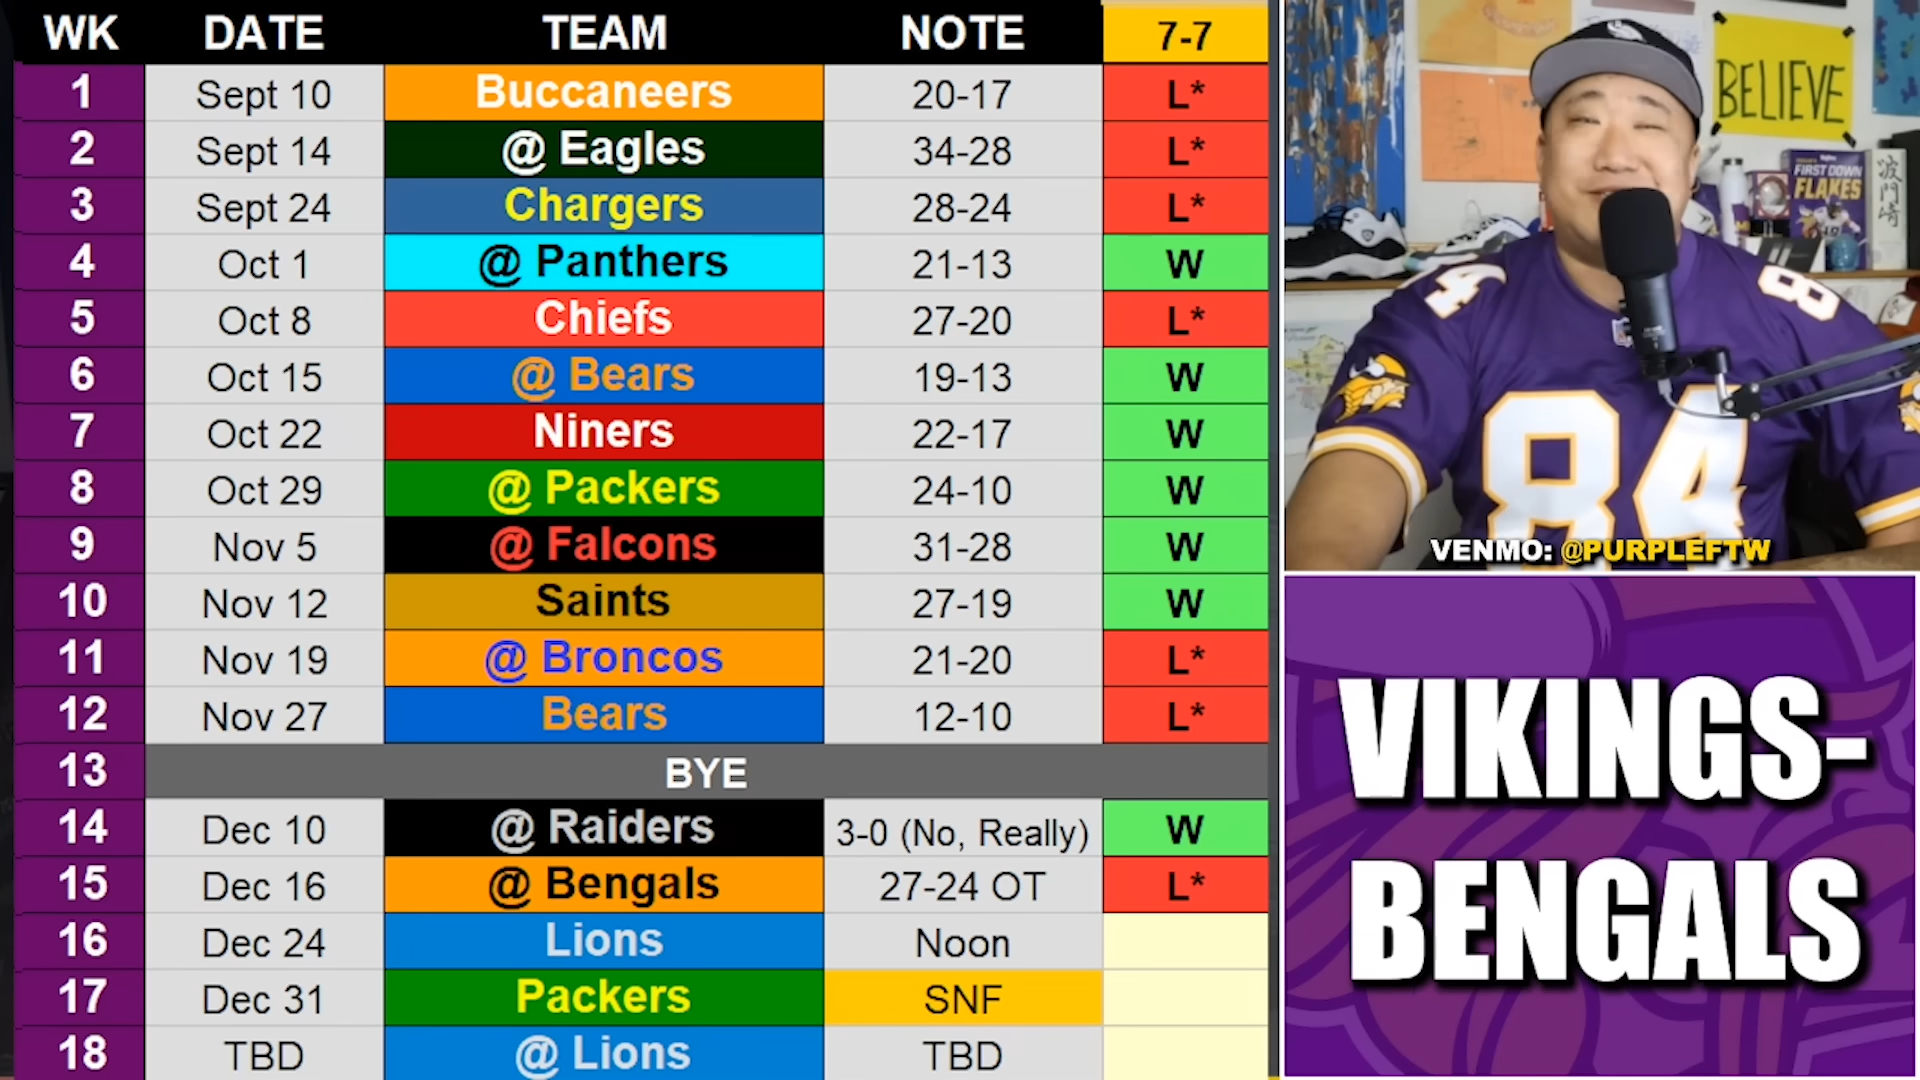 WK DATE TEAM NOTE 7-7
1 Sept 10 Buccaneers 20-17 L*
2 Sept 14 @ Eagles 34-28 L*
3 Sept 24 Chargers 28-24 L*
4 Oct 1 @ Panthers 21-13 W
5 Oct 8 Chiefs 27-20 L*
6 Oct 15 @ Bears 19-13 W
7 Oct 22 Niners 22-17 W
8 Oct 29 @ Packers 24-10 W
9 Nov 5 @ Falcons 31-28 W
10 Nov 12 Saints 27-19 W
11 Nov 19 @ Broncos 21-20 L*
12 Nov 27 Bears 12-10 L*
13 BYE
14 Dec 10 @ Raiders 3-0 (No, Really) W
15 Dec 16 @ Bengals 27-24 OT L*
16 Dec 24 Lions Noon
17 Dec 31 Packers SNF
18 TBD @ Lions TBD
BELIEVE
FIRST DOWN
FLAKES
波門崎
84
84
VENMO: @PURPLEFTW
VIKINGS-
BENGALS